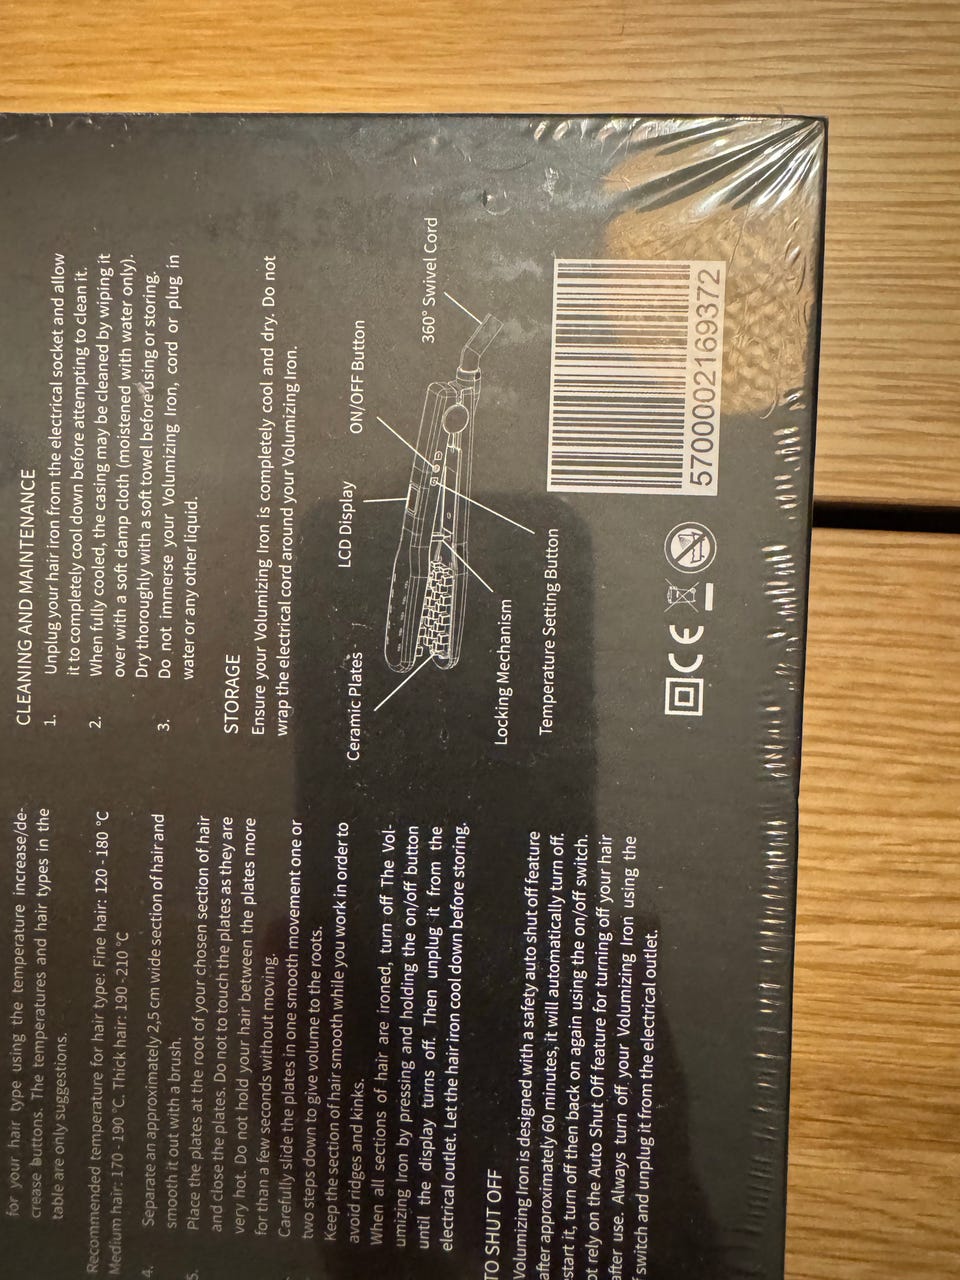 for your hair type using the temperature increase/de-
crease buttons. The temperatures and hair types in the
table are only suggestions.
Recommended temperature for hair type: Fine hair: 120 - 180 °C
Medium hair: 170 - 190 °C. Thick hair: 190 - 210 °C
4. Separate an approximately 2,5 cm wide section of hair and
smooth it out with a brush.
5. Place the plates at the root of your chosen section of hair
and close the plates. Do not to touch the plates as they are
very hot. Do not hold your hair between the plates more
for than a few seconds without moving.
Carefully slide the plates in one smooth movement one or
two steps down to give volume to the roots.
Keep the section of hair smooth while you work in order to
avoid ridges and kinks.
When all sections of hair are ironed, turn off The Vol-
umizing Iron by pressing and holding the on/off button
until the display turns off. Then unplug it from the
electrical outlet. Let the hair iron cool down before storing.
TO SHUT OFF
Volumizing Iron is designed with a safety auto shut off feature
after approximately 60 minutes, it will automatically turn off.
start it, turn off then back on again using the on/off switch.
ot rely on the Auto Shut Off feature for turning off your hair
after use. Always turn off your Volumizing Iron using the
f switch and unplug it from the electrical outlet.
CLEANING AND MAINTENANCE
1. Unplug your hair iron from the electrical socket and allow
it to completely cool down before attempting to clean it.
2. When fully cooled, the casing may be cleaned by wiping it
over with a soft damp cloth (moistened with water only).
Dry thoroughly with a soft towel before using or storing.
3. Do not immerse your Volumizing Iron, cord or plug in
water or any other liquid.
STORAGE
Ensure your Volumizing Iron is completely cool and dry. Do not
wrap the electrical cord around your Volumizing Iron.
Ceramic Plates
LCD Display
ON/OFF Button
360° Swivel Cord
Locking Mechanism
Temperature Setting Button
CE
5700002169372